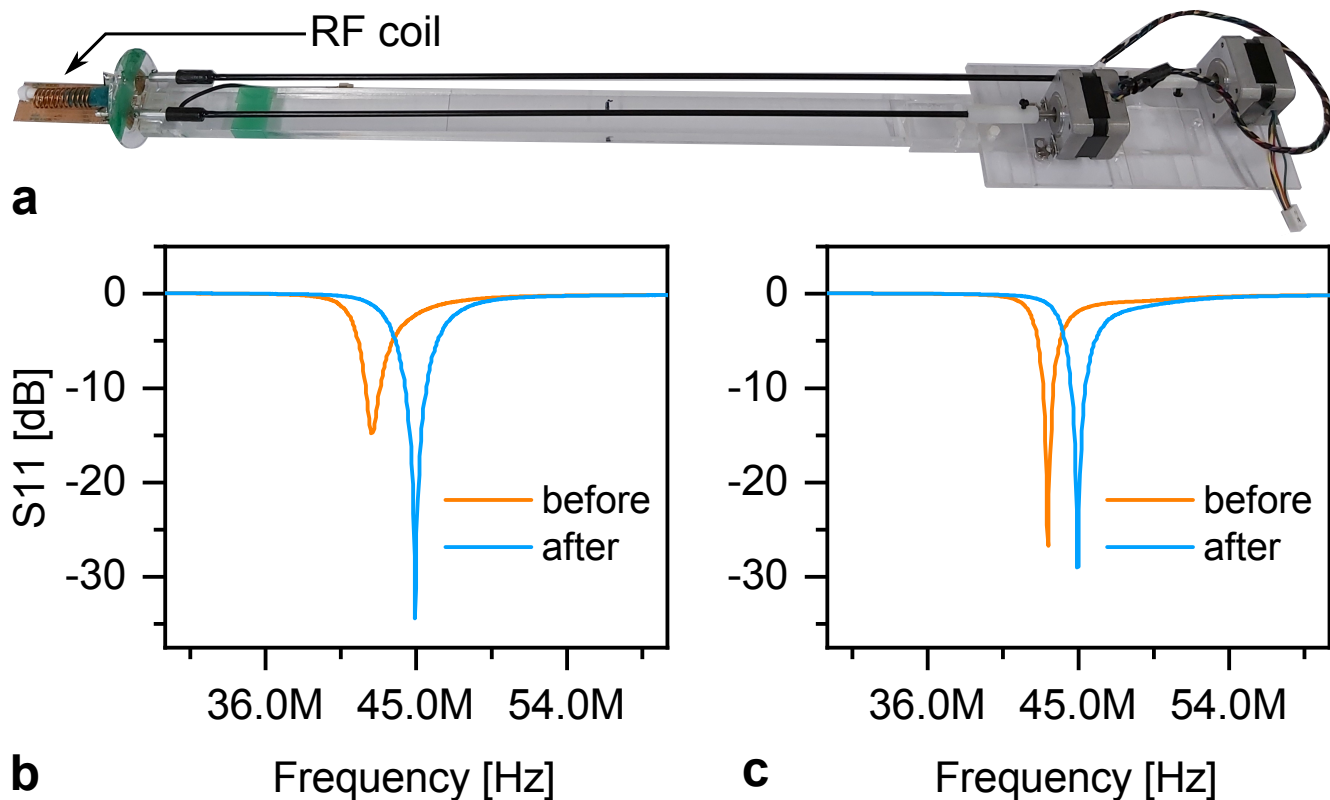 RF coil
a
0
-10
-20
-30
S11 [dB]
before
after
36.0M 45.0M 54.0M
b
Frequency [Hz]
0
-10
-20
-30
before
after
36.0M 45.0M 54.0M
c
Frequency [Hz]